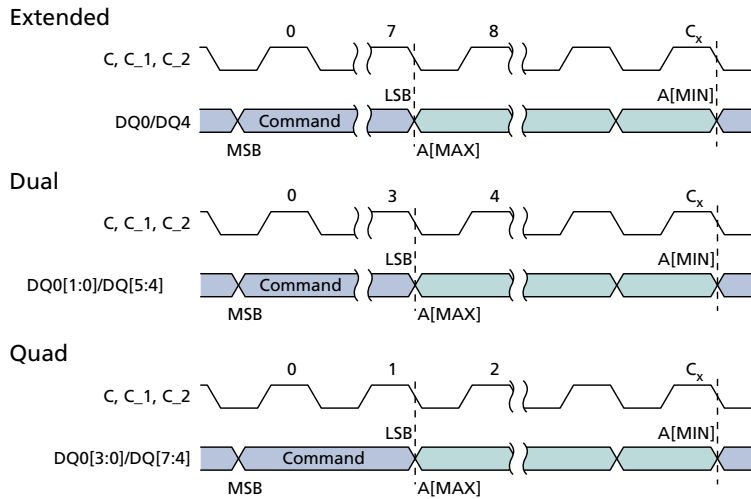 Extended
0 7 8 Cx
C, C_1, C_2
LSB A[MIN]
DQ0/DQ4 Command
MSB A[MAX]
Dual
0 3 4 Cx
C, C_1, C_2
LSB A[MIN]
DQ0[1:0]/DQ[5:4] Command
MSB A[MAX]
Quad
0 1 2 Cx
C, C_1, C_2
LSB A[MIN]
DQ0[3:0]/DQ[7:4] Command
MSB A[MAX]